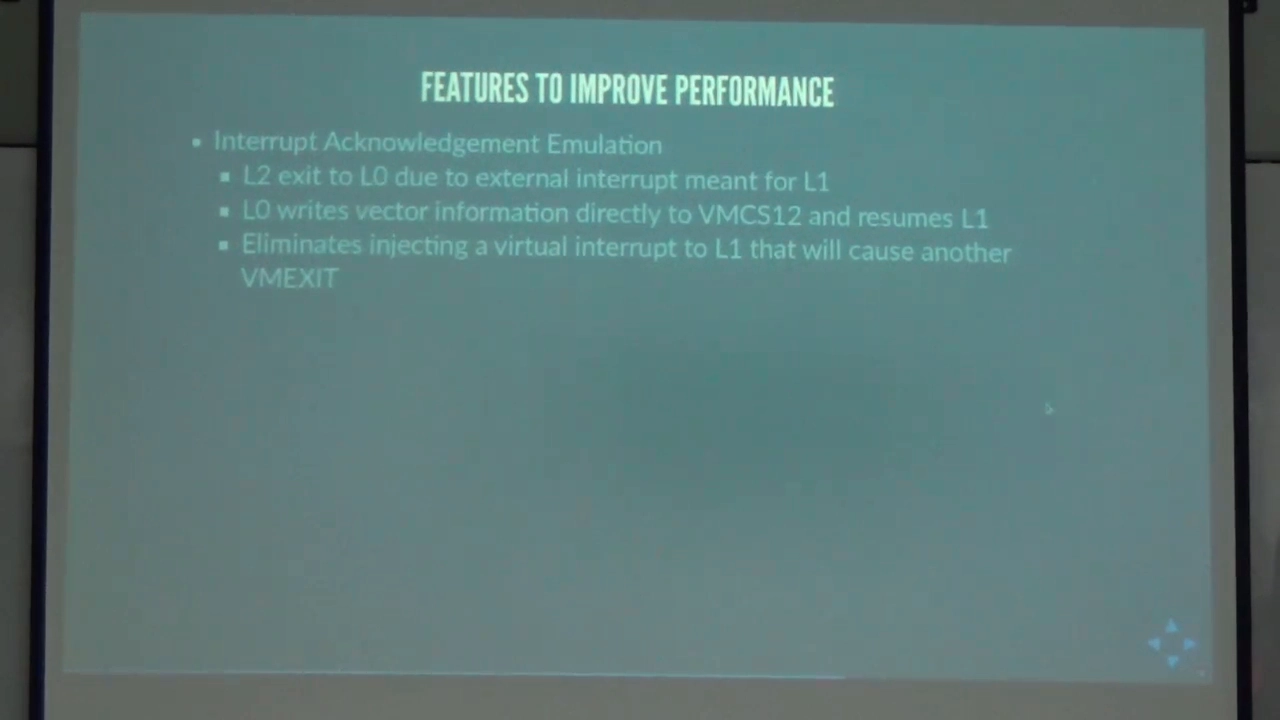 FEATURES TO IMPROVE PERFORMANCE
• Interrupt Acknowledgement Emulation
▪ L2 exit to L0 due to external interrupt meant for L1
▪ L0 writes vector information directly to VMCS12 and resumes L1
▪ Eliminates injecting a virtual interrupt to L1 that will cause another
VMEXIT